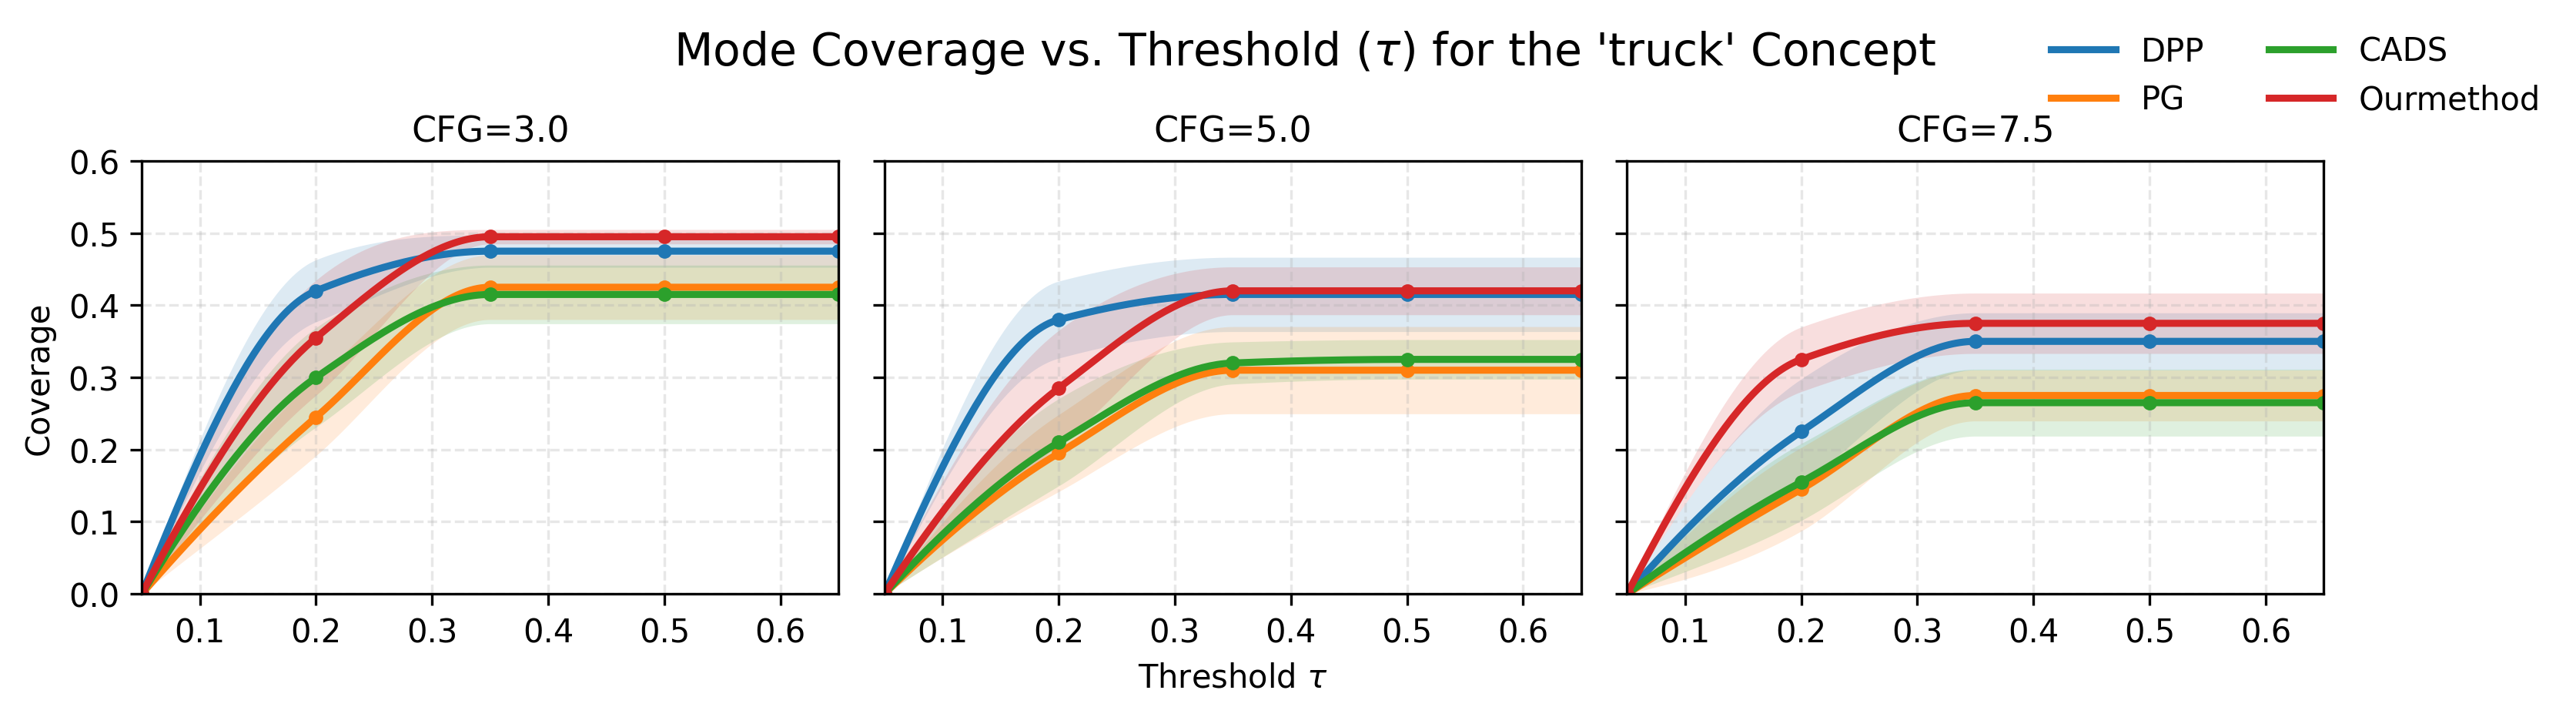 Mode Coverage vs. Threshold (τ) for the 'truck' Concept
DPP
CADS
PG
Ourmethod
CFG=3.0
CFG=5.0
CFG=7.5
Coverage
0.6
0.5
0.4
0.3
0.2
0.1
0.0
0.1 0.2 0.3 0.4 0.5 0.6
0.1 0.2 0.3 0.4 0.5 0.6
0.1 0.2 0.3 0.4 0.5 0.6
Threshold τ